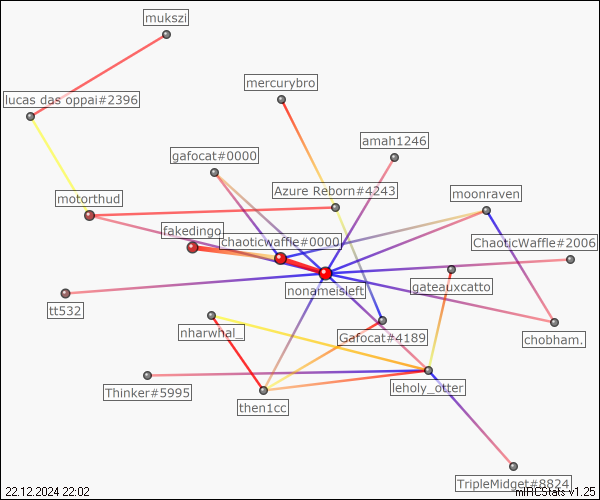 mukszi
mercurybro
lucas das oppai#2396
amah1246
gafocat#0000
Azure Reborn#4243
moonraven
motorthud
fakedingo
chaoticwaffle#0000
ChaoticWaffle#2006
nonameisleft
gateauxcatto
tt532
nharwhal_
Gafocat#4189
chobham.
Thinker#5995
leholy_otter
then1cc
TripleMidget#8824
22.12.2024 22:02
mIRCStats v1.25